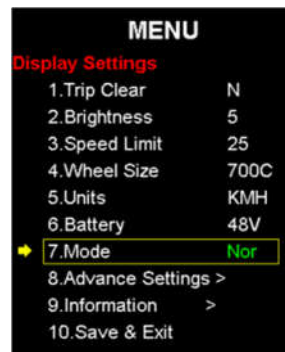 MENU
Display Settings
1.Trip Clear N
2.Brightness 5
3.Speed Limit 25
4.Wheel Size 700C
5.Units KMH
6.Battery 48V
7.Mode Nor
8.Advance Settings >
9.Information >
10.Save & Exit